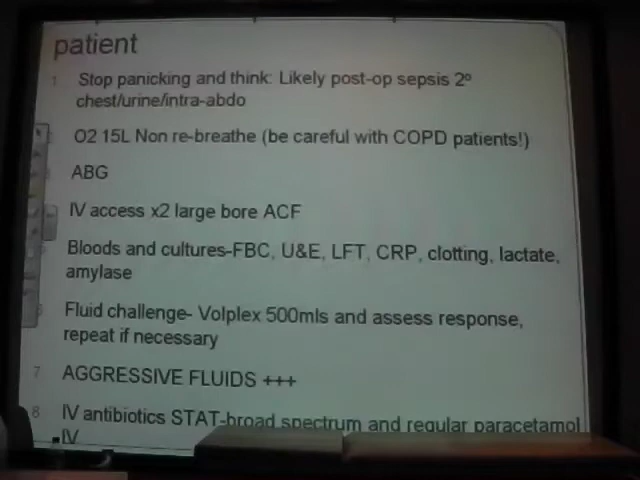 patient
1 Stop panicking and think: Likely post-op sepsis 2º
chest/urine/intra-abdo
O2 15L Non re-breathe (be careful with COPD patients!)
ABG
IV access x2 large bore ACF
Bloods and cultures-FBC, U&E, LFT, CRP, clotting, lactate,
amylase
Fluid challenge- Volplex 500mls and assess response,
repeat if necessary
7 AGGRESSIVE FLUIDS +++
8 IV antibiotics STAT-broad spectrum and regular paracetamol
IV